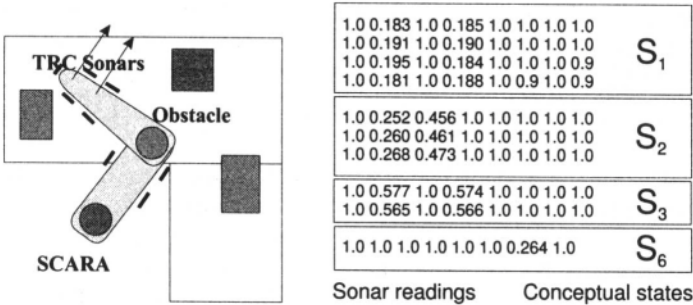 TRC Sonars
Obstacle
SCARA
1.0 0.183 1.0 0.185 1.0 1.0 1.0 1.0
1.0 0.191 1.0 0.190 1.0 1.0 1.0 1.0
1.0 0.195 1.0 0.184 1.0 1.0 1.0 0.9
1.0 0.181 1.0 0.188 1.0 0.9 1.0 0.9
S1
1.0 0.252 0.456 1.0 1.0 1.0 1.0 1.0
1.0 0.260 0.461 1.0 1.0 1.0 1.0 1.0
1.0 0.268 0.473 1.0 1.0 1.0 1.0 1.0
S2
1.0 0.577 1.0 0.574 1.0 1.0 1.0 1.0
1.0 0.565 1.0 0.566 1.0 1.0 1.0 1.0
S3
1.0 1.0 1.0 1.0 1.0 1.0 0.264 1.0
S6
Sonar readings Conceptual states